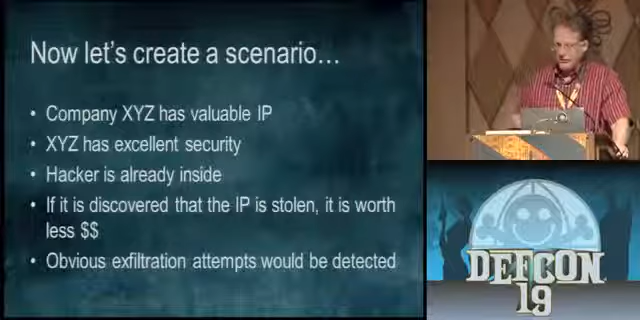 Now let's create a scenario…
• Company XYZ has valuable IP
• XYZ has excellent security
• Hacker is already inside
• If it is discovered that the IP is stolen, it is worth
less $$
• Obvious exfiltration attempts would be detected
DEFCON
19